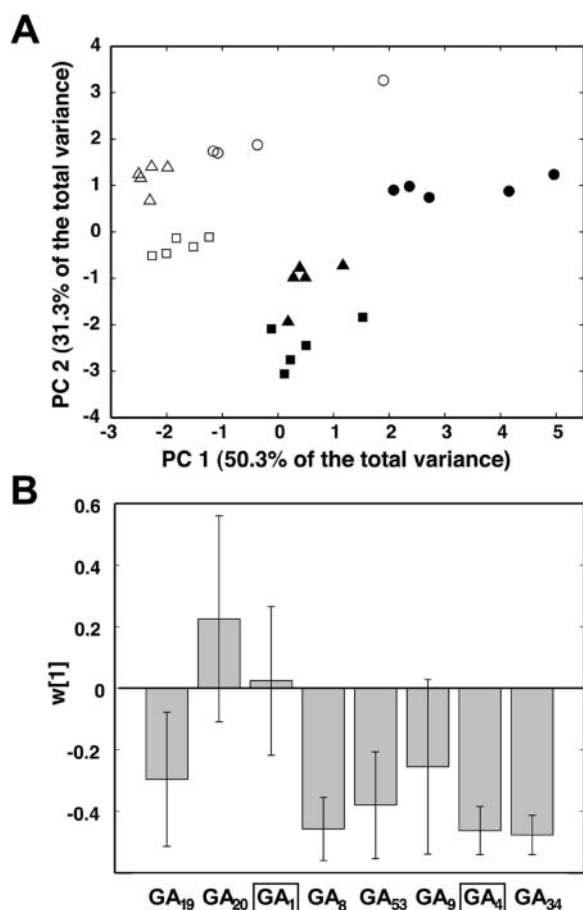 A
4
3
2
1
0
-1
-2
-3
-4
PC 2 (31.3% of the total variance)
-3 -2 -1 0 1 2 3 4 5
PC 1 (50.3% of the total variance)
B
0.6
0.4
0.2
0
-0.2
-0.4
w[1]
GA19 GA20 GA1 GA8 GA53 GA9 GA4 GA34